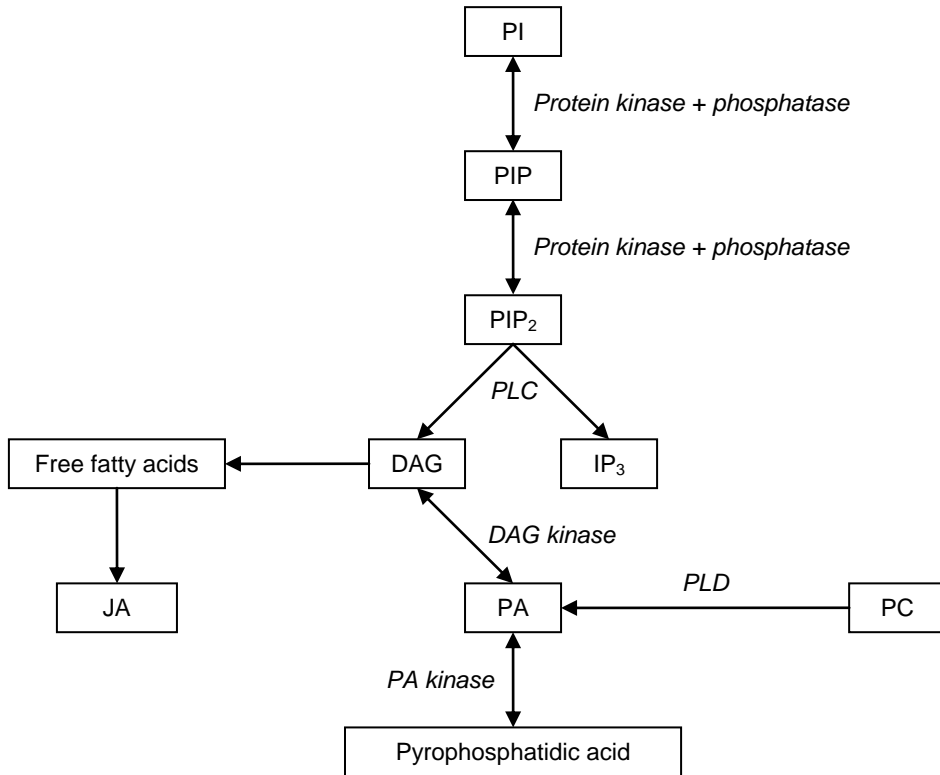 PI
Protein kinase + phosphatase
PIP
Protein kinase + phosphatase
PIP₂
PLC
Free fatty acids
DAG
IP₃
DAG kinase
JA
PA
PLD
PC
PA kinase
Pyrophosphatidic acid